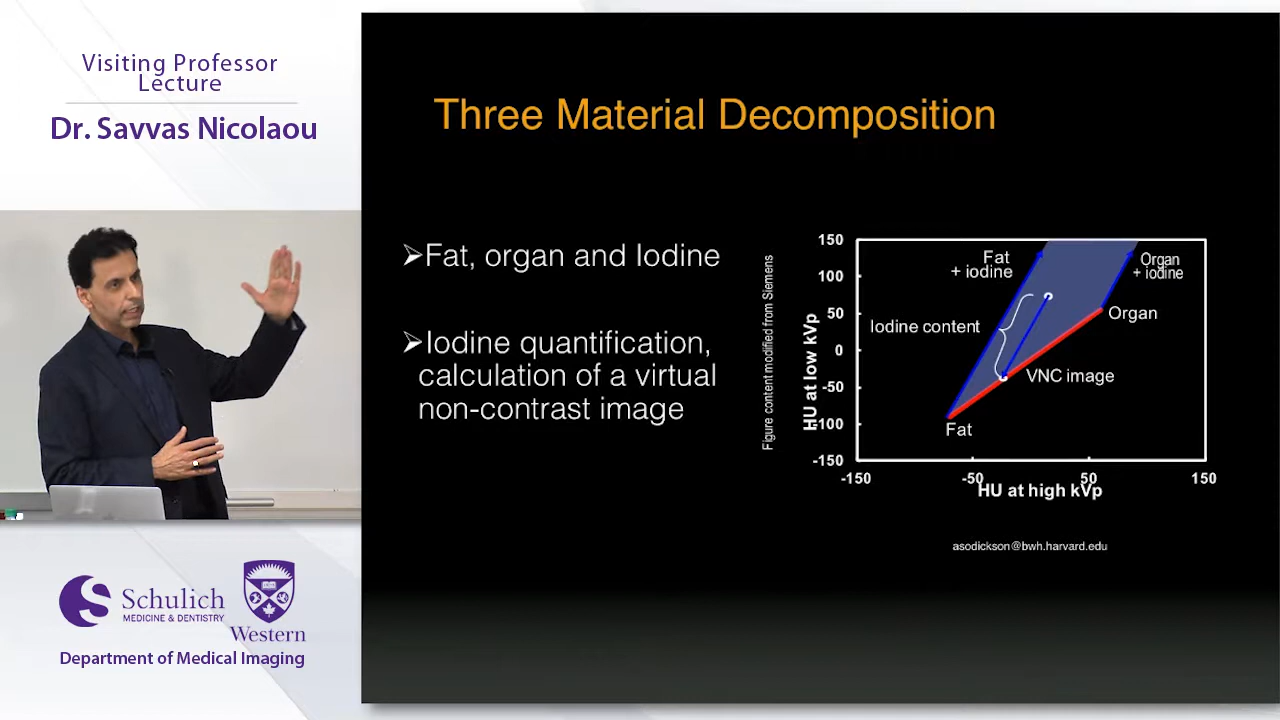 Visiting Professor
Lecture
Dr. Savvas Nicolaou
Three Material Decomposition
➢Fat, organ and Iodine
➢Iodine quantification,
calculation of a virtual
non-contrast image
Figure content modified from Siemens
HU at low kVp
150
100
50
0
-50
-100
-150
Fat
+ iodine
Organ
+ iodine
Iodine content
Organ
VNC image
Fat
-150
-50
50
150
HU at high kVp
asodickson@bwh.harvard.edu
Schulich
MEDICINE & DENTISTRY
Western
Department of Medical Imaging